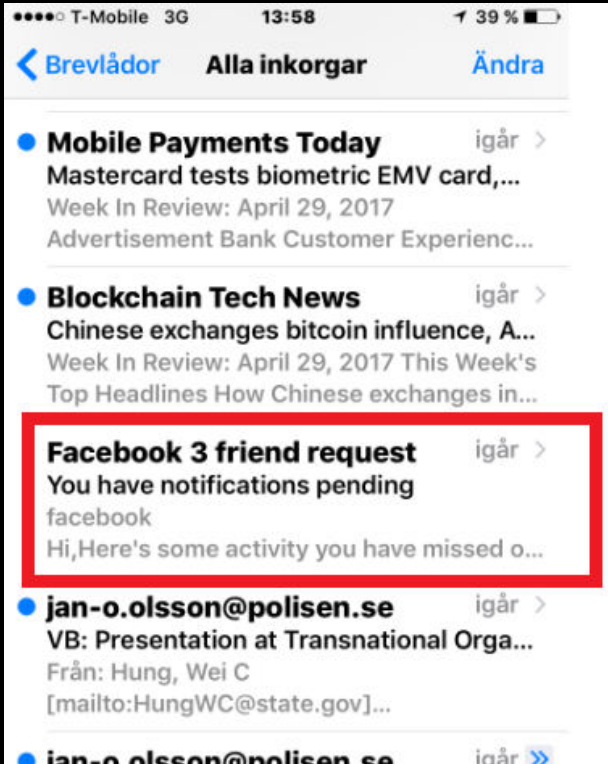 T-Mobile 3G 13:58 39 %
Brevlådor Alla inkorgar Ändra
Mobile Payments Today igår
Mastercard tests biometric EMV card,...
Week In Review: April 29, 2017
Advertisement Bank Customer Experienc...
Blockchain Tech News igår
Chinese exchanges bitcoin influence, A...
Week In Review: April 29, 2017 This Week's
Top Headlines How Chinese exchanges in...
Facebook 3 friend request igår
You have notifications pending
facebook
Hi,Here's some activity you have missed o...
jan-o.olsson@polisen.se igår
VB: Presentation at Transnational Orga...
Från: Hung, Wei C
[mailto:HungWC@state.gov]...
jan-o.olsson@polisen.se igår